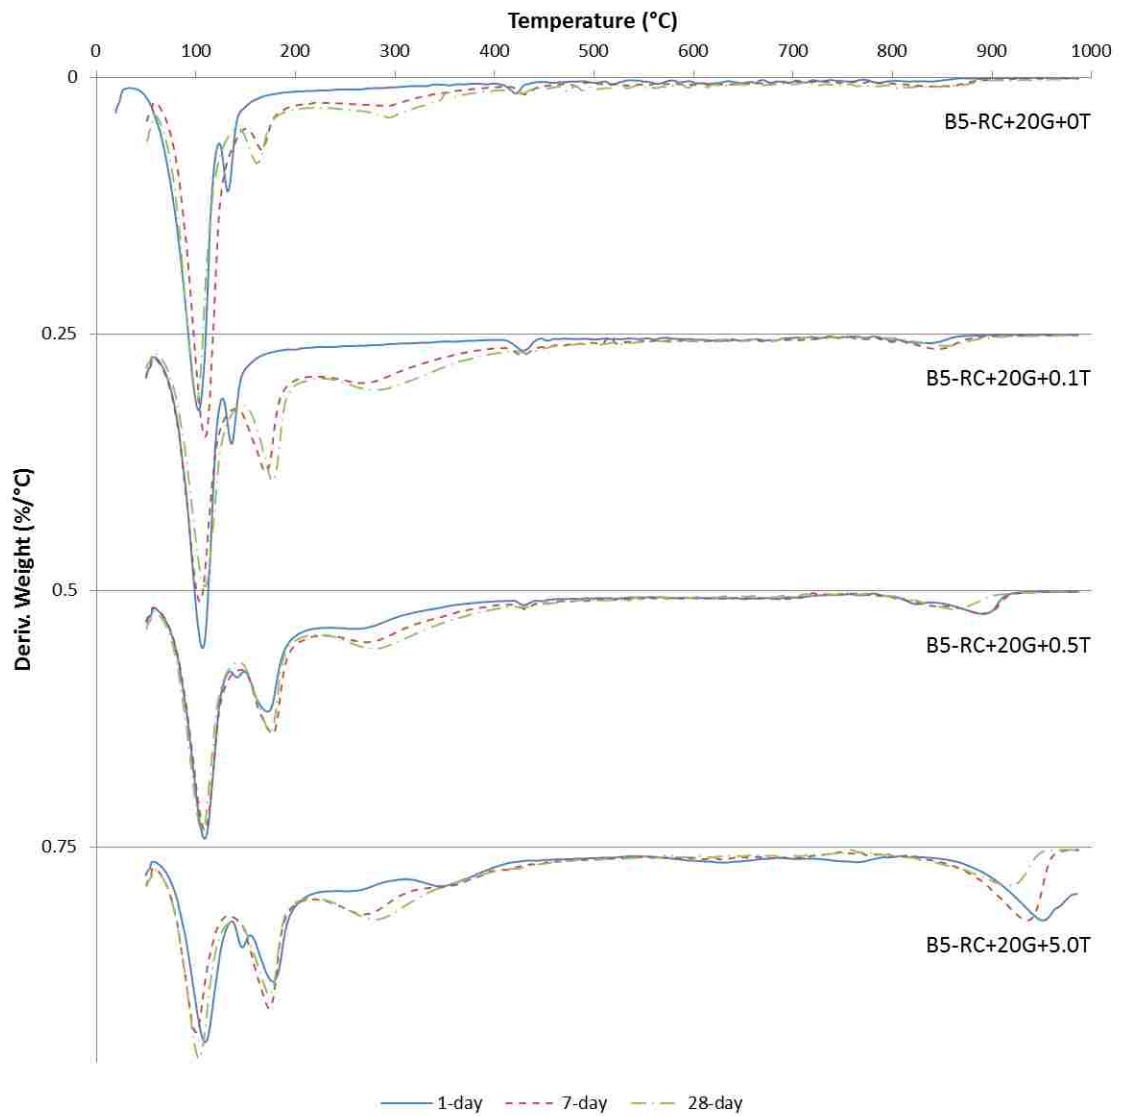 Temperature (°C)
0 100 200 300 400 500 600 700 800 900 1000
0
B5-RC+20G+0T
0.25
B5-RC+20G+0.1T
Deriv. Weight (%/°C)
0.5
B5-RC+20G+0.5T
0.75
B5-RC+20G+5.0T
1-day 7-day 28-day